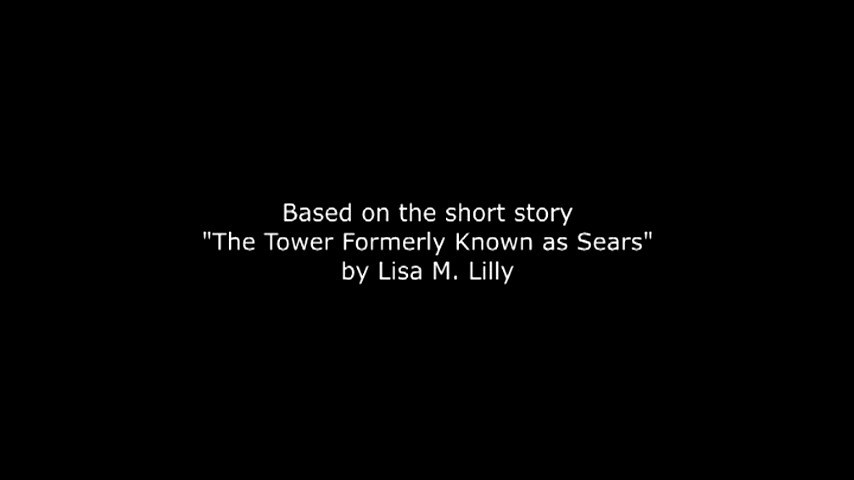 Based on the short story
"The Tower Formerly Known as Sears"
by Lisa M. Lilly